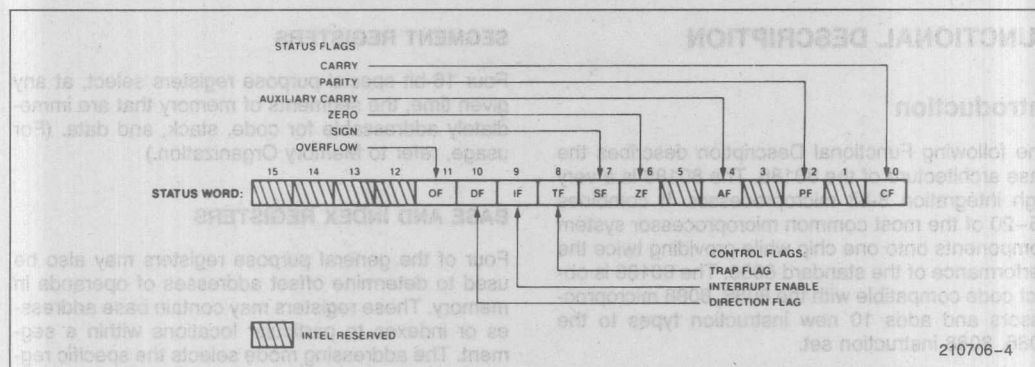 STATUS FLAGS
CARRY
PARITY
AUXILIARY CARRY
ZERO
SIGN
OVERFLOW
15 14 13 12 11 10 9 8 7 6 5 4 3 2 1 0
STATUS WORD: OF DF IF TF SF ZF AF PF CF
CONTROL FLAGS
TRAP FLAG
INTERRUPT ENABLE
DIRECTION FLAG
INTEL RESERVED
210706–4